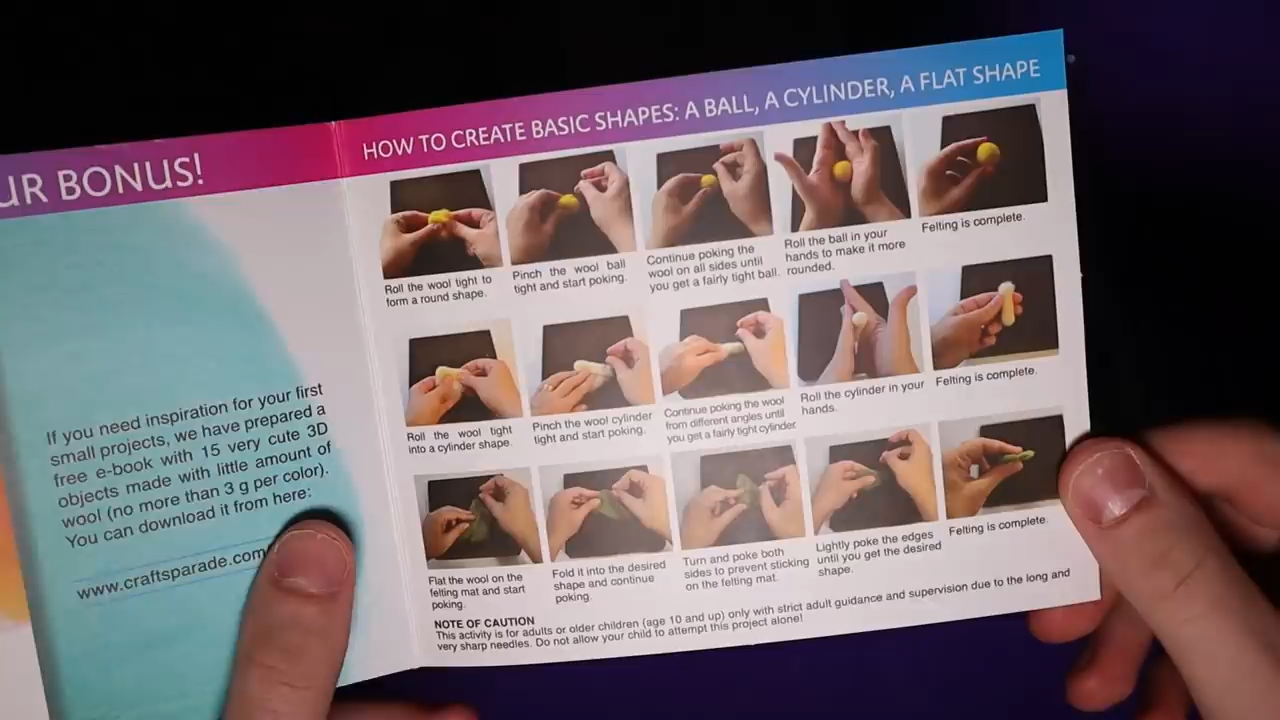 UR BONUS!
If you need inspiration for your first
small projects, we have prepared a
free e-book with 15 very cute 3D
objects made with little amount of
wool (no more than 3 g per color).
You can download it from here:
www.craftsparade.com
HOW TO CREATE BASIC SHAPES: A BALL, A CYLINDER, A FLAT SHAPE
Roll the wool tight to
form a round shape.
Pinch the wool ball
tight and start poking.
Continue poking the
wool on all sides until
you get a fairly tight ball.
Roll the ball in your
hands to make it more
rounded.
Felting is complete.
Roll the wool tight
into a cylinder shape.
Pinch the wool cylinder
tight and start poking.
Continue poking the wool
from different angles until
you get a fairly tight cylinder.
Roll the cylinder in your
hands.
Felting is complete.
Flat the wool on the
felting mat and start
poking.
Fold it into the desired
shape and continue
poking.
Turn and poke both
sides to prevent sticking
on the felting mat.
Lightly poke the edges
until you get the desired
shape.
Felting is complete.
NOTE OF CAUTION
This activity is for adults or older children (age 10 and up) only with strict adult guidance and supervision due to the long and
very sharp needles. Do not allow your child to attempt this project alone!